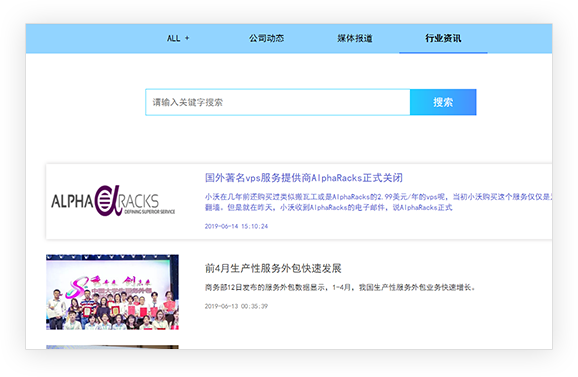 ALL +
公司动态
媒体报道
行业资讯
请输入关键字搜索
搜索
ALPHA RACKS
DEFINING SUPERIOR SERVICE
国外著名vps服务提供商AlphaRacks正式关闭
小沃在几年前还购买过类似搬瓦工或是AlphaRacks的2.99美元/年的vps呢，当初小沃购买这个服务仅仅是
翻墙。但是就在昨天，小沃收到AlphaRacks的电子邮件，说AlphaRacks正式
2019-06-14 15:10:24
前4月生产性服务外包快速发展
商务部12日发布的服务外包数据显示，1-4月，我国生产性服务外包业务快速增长。
2019-06-13 00:35:39